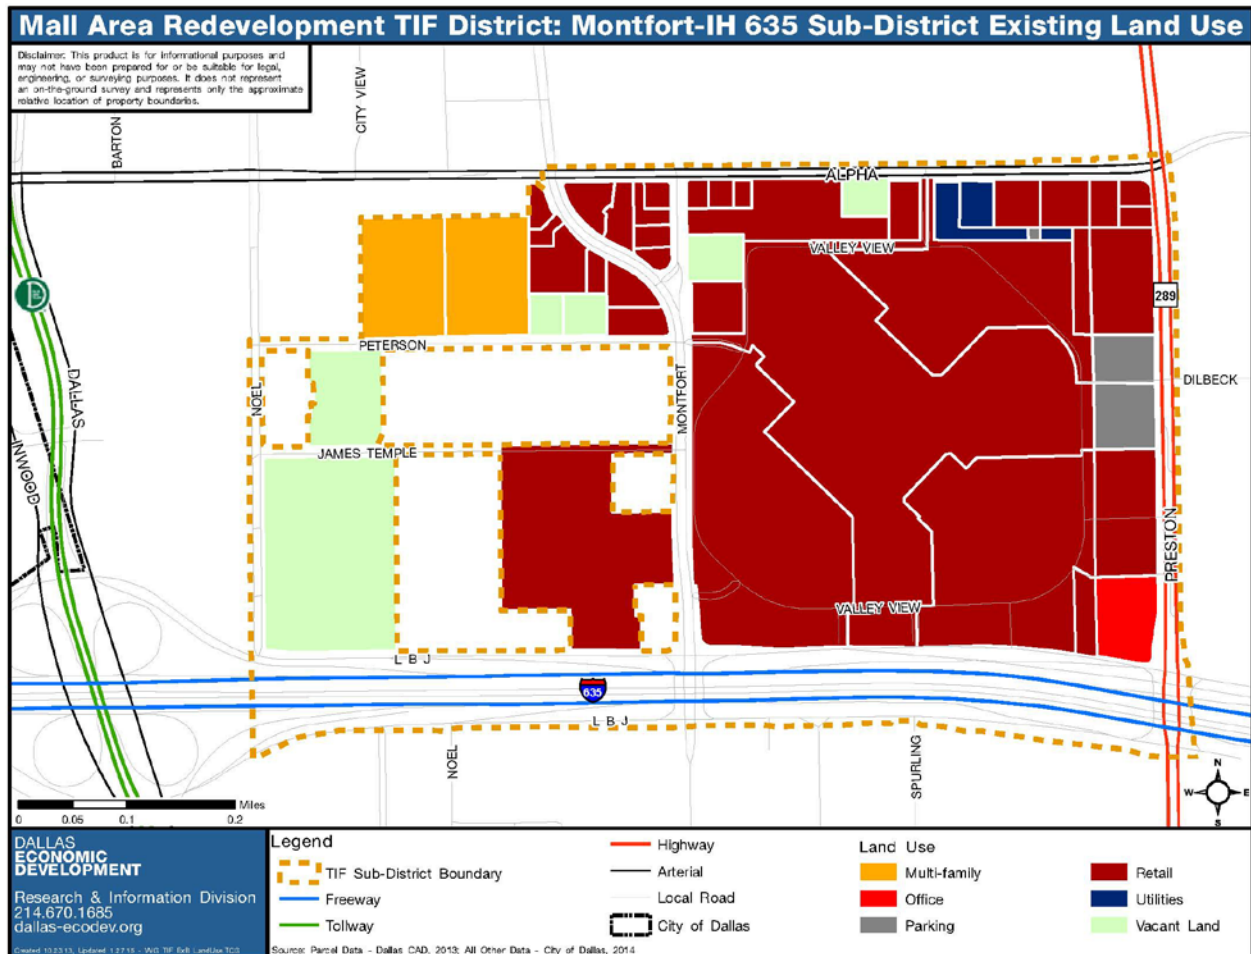 Mall Area Redevelopment TIF District: Montfort-IH 635 Sub-District Existing Land Use
Disclaimer: This product is for informational purposes and
may not have been prepared for or be suitable for legal,
engineering, or surveying purposes. It does not represent
an on-the-ground survey and represents only the approximate
relative location of property boundaries.
BARTON
CITY VIEW
ALPHA
VALLEY VIEW
289
PETERSON
DILBECK
NOEL
MONTFORT
DALLAS
INWOOD
JAMES TEMPLE
PRESTON
VALLEY VIEW
L B J
635
L B J
NOEL
SPURLING
N
W E
S
Miles
0 0.05 0.1 0.2
DALLAS
ECONOMIC
DEVELOPMENT
Research & Information Division
214.670.1685
dallas-ecodev.org
Legend
TIF Sub-District Boundary
Freeway
Tollway
Highway
Arterial
Local Road
City of Dallas
Land Use
Multi-family
Office
Parking
Retail
Utilities
Vacant Land
Source: Parcel Data - Dallas CAD, 2013; All Other Data - City of Dallas, 2014